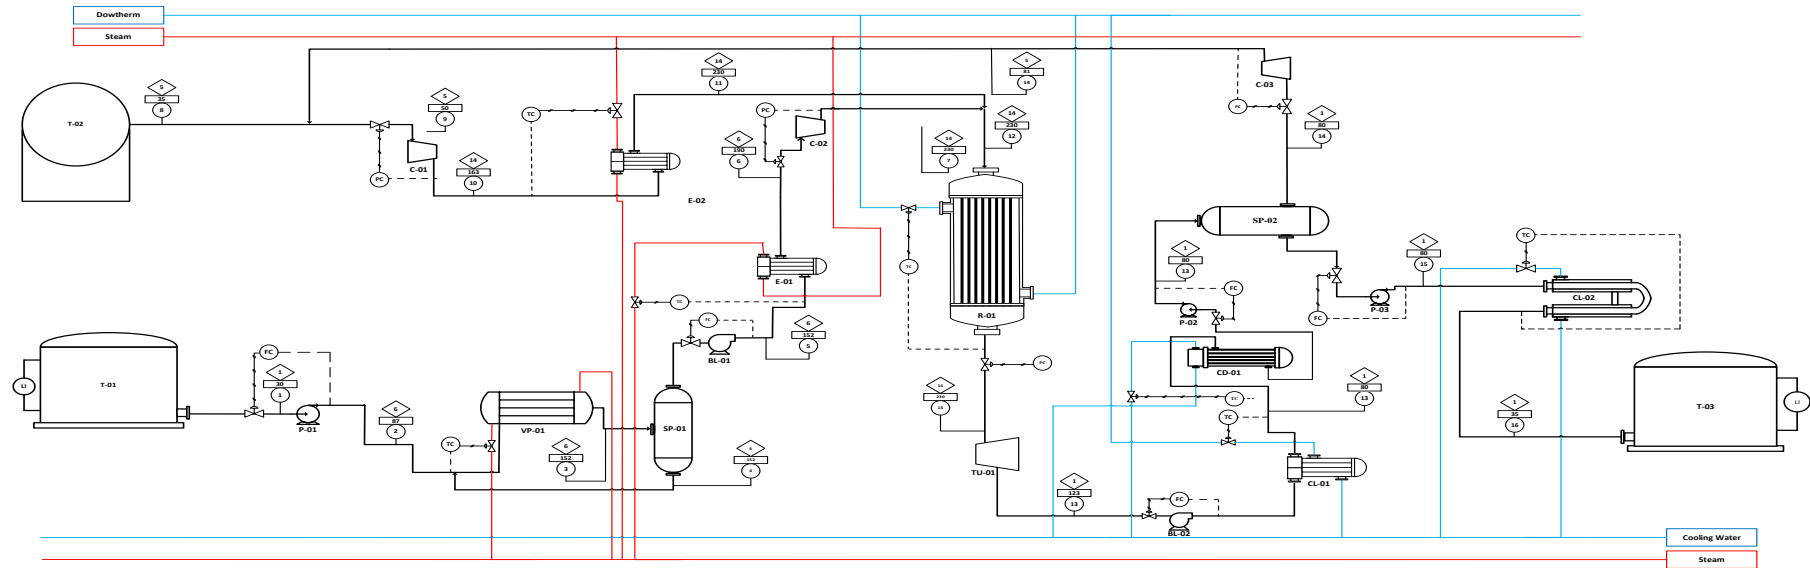 Dowtherm
Steam
T-02
5
35
8
5
50
9
PC
C-01
14
163
10
TC
14
230
11
E-02
6
190
6
PC
C-02
14
230
7
5
81
14
14
230
12
C-03
PC
1
80
14
SP-02
TC
R-01
PC
E-01
TC
FC
BL-01
6
152
5
1
80
13
FC
P-02
FC
P-03
1
80
15
TC
CL-02
LI
T-01
FC
1
30
1
P-01
6
87
2
TC
VP-01
6
152
3
SP-01
6
152
4
14
230
13
TU-01
1
123
13
FC
BL-02
CD-01
TC
TC
1
80
13
CL-01
1
35
16
T-03
LI
Cooling Water
Steam